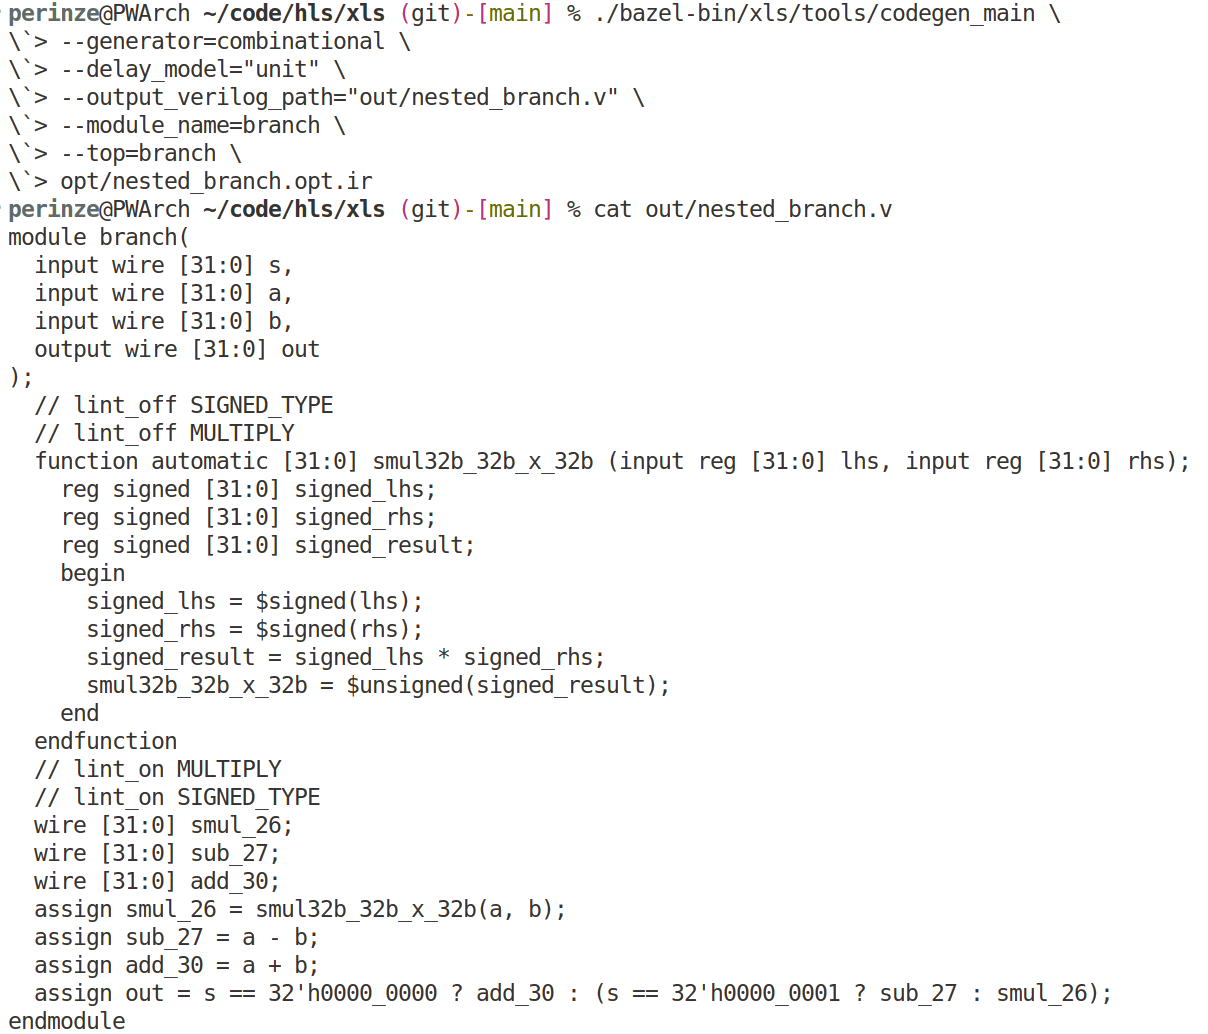 perinze@PWArch ~/code/hls/xls (git)-[main] % ./bazel-bin/xls/tools/codegen_main \
\`> --generator=combinational \
\`> --delay_model="unit" \
\`> --output_verilog_path="out/nested_branch.v" \
\`> --module_name=branch \
\`> --top=branch \
\`> opt/nested_branch.opt.ir
perinze@PWArch ~/code/hls/xls (git)-[main] % cat out/nested_branch.v
module branch(
  input wire [31:0] s,
  input wire [31:0] a,
  input wire [31:0] b,
  output wire [31:0] out
);
  // lint_off SIGNED_TYPE
  // lint_off MULTIPLY
  function automatic [31:0] smul32b_32b_x_32b (input reg [31:0] lhs, input reg [31:0] rhs);
    reg signed [31:0] signed_lhs;
    reg signed [31:0] signed_rhs;
    reg signed [31:0] signed_result;
    begin
      signed_lhs = $signed(lhs);
      signed_rhs = $signed(rhs);
      signed_result = signed_lhs * signed_rhs;
      smul32b_32b_x_32b = $unsigned(signed_result);
    end
  endfunction
  // lint_on MULTIPLY
  // lint_on SIGNED_TYPE
  wire [31:0] smul_26;
  wire [31:0] sub_27;
  wire [31:0] add_30;
  assign smul_26 = smul32b_32b_x_32b(a, b);
  assign sub_27 = a - b;
  assign add_30 = a + b;
  assign out = s == 32'h0000_0000 ? add_30 : (s == 32'h0000_0001 ? sub_27 : smul_26);
endmodule